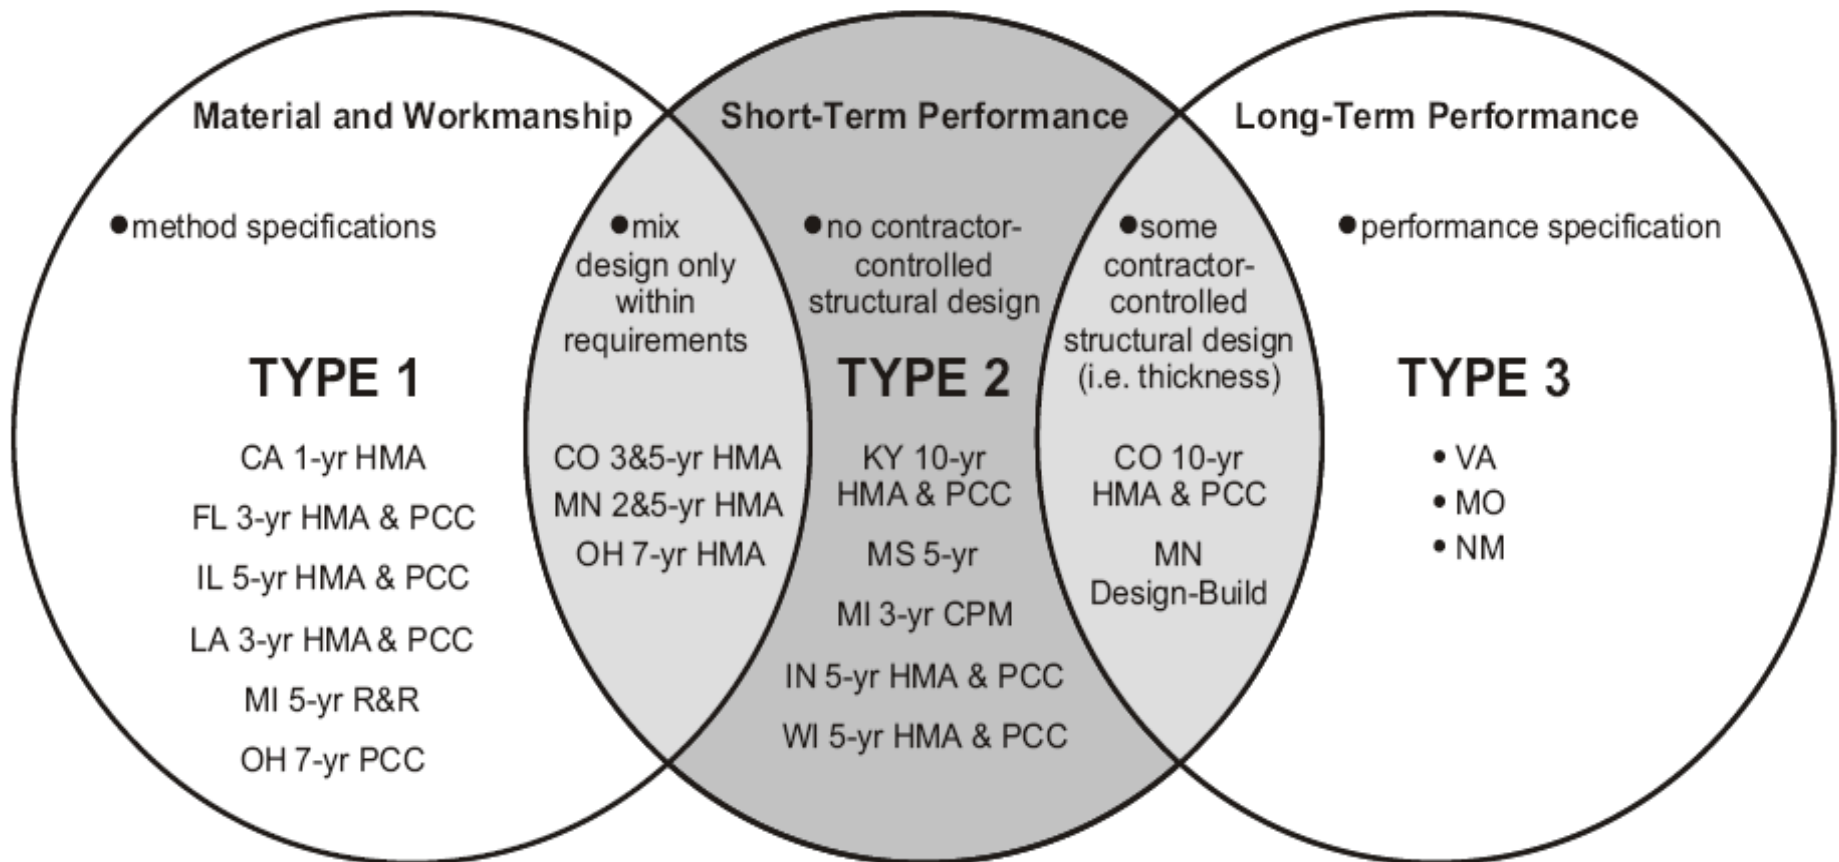 Material and Workmanship
● method specifications
TYPE 1
CA 1-yr HMA
FL 3-yr HMA & PCC
IL 5-yr HMA & PCC
LA 3-yr HMA & PCC
MI 5-yr R&R
OH 7-yr PCC
● mix
design only
within
requirements
CO 3&5-yr HMA
MN 2&5-yr HMA
OH 7-yr HMA
Short-Term Performance
● no contractor-
controlled
structural design
TYPE 2
KY 10-yr
HMA & PCC
MS 5-yr
MI 3-yr CPM
IN 5-yr HMA & PCC
WI 5-yr HMA & PCC
● some
contractor-
controlled
structural design
(i.e. thickness)
CO 10-yr
HMA & PCC
MN
Design-Build
Long-Term Performance
● performance specification
TYPE 3
• VA
• MO
• NM